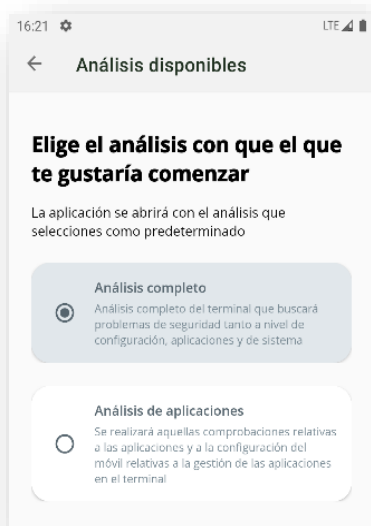 16:21 LTE
Análisis disponibles
Elige el análisis con que el que
te gustaría comenzar
La aplicación se abrirá con el análisis que
selecciones como predeterminado
Análisis completo
Análisis completo del terminal que buscará
problemas de seguridad tanto a nivel de
configuración, aplicaciones y de sistema
Análisis de aplicaciones
Se realizará aquellas comprobaciones relativas
a las aplicaciones y a la configuración del
móvil relativas a la gestión de las aplicaciones
en el terminal